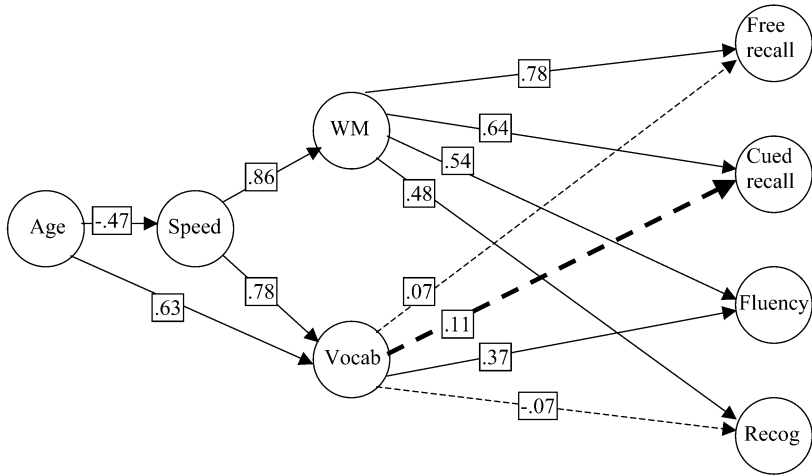 Free
recall
.78
WM
.64
Cued
recall
.54
.86
.48
Age
-.47
Speed
.78
.07
.63
Fluency
.11
Vocab
.37
-.07
Recog